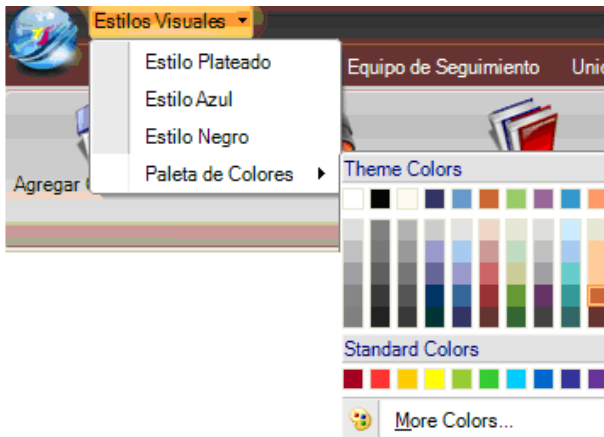 Estilos Visuales
Estilo Plateado
Equipo de Seguimiento
Estilo Azul
Estilo Negro
Paleta de Colores
Theme Colors
Agregar
Standard Colors
More Colors...